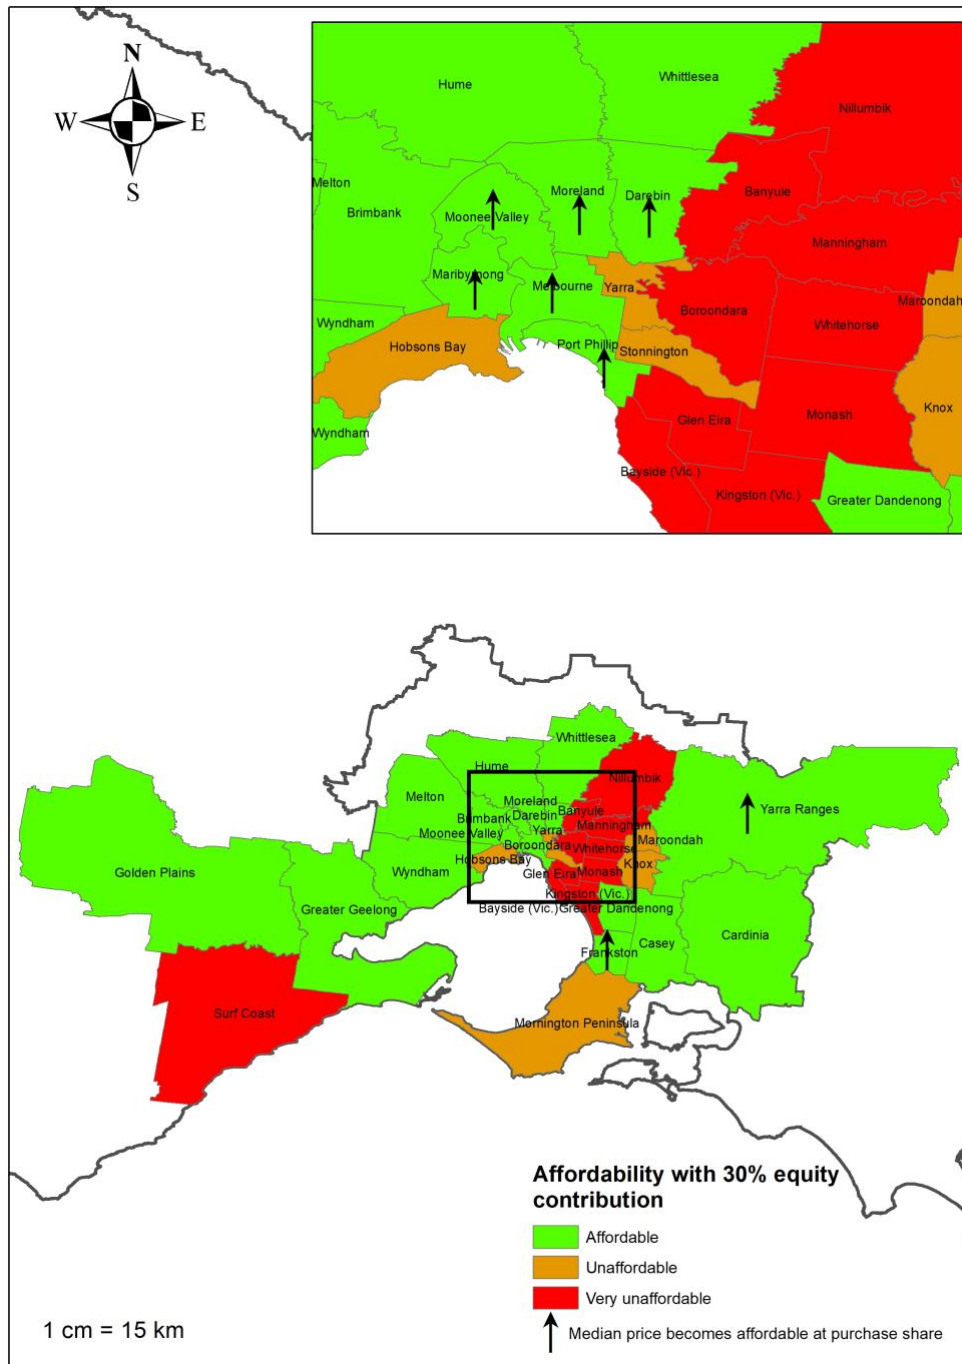 N
W E
S
Hume
Whittlesea
Nillumbik
Melton
Brimbank
Moreland
Darebin
Banyule
Moonee Valley
Manningham
Maribyrnong
Melbourne
Yarra
Maroondah
Boroondara
Whitehorse
Wyndham
Hobsons Bay
Port Phillip
Stonnington
Knox
Glen Eira
Monash
Wyndham
Bayside (Vic.)
Kingston (Vic.)
Greater Dandenong
Whittlesea
Hume
Nillumbik
Melton
Moreland
Yarra Ranges
Brimbank
Darebin
Banyule
Moonee Valley
Yarra
Manningham
Maroondah
Boroondara
Whitehorse
Hobsons Bay
Knox
Golden Plains
Wyndham
Glen Eira
Monash
Kingston (Vic.)
Greater Geelong
Bayside (Vic.)
Greater Dandenong
Cardinia
Casey
Frankston
Surf Coast
Mornington Peninsula
Affordability with 30% equity
contribution
Affordable
Unaffordable
Very unaffordable
Median price becomes affordable at purchase share
1 cm = 15 km